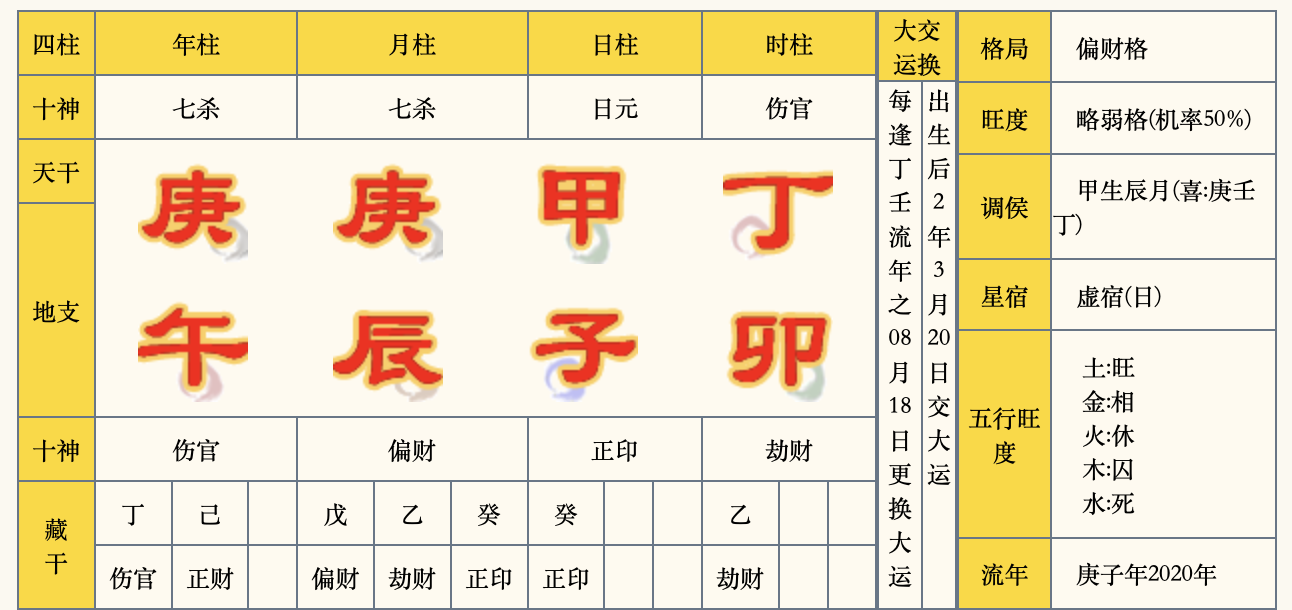 四柱 年柱 月柱 日柱 时柱
十神 七杀 七杀 日元 伤官
天干 庚 庚 甲 丁
地支 午 辰 子 卯
十神 伤官 偏财 正印 劫财
藏
干
丁 己 戊 乙 癸 癸 乙
伤官 正财 偏财 劫财 正印 正印 劫财
大交
运换
每逢丁壬流年之08月18日更换大运
出生后2年3月20日交大运
格局 偏财格
旺度 略弱格(机率50%)
调侯 甲生辰月(喜:庚壬
丁)
星宿 虚宿(日)
五行旺
度
土:旺
金:相
火:休
木:囚
水:死
流年 庚子年2020年